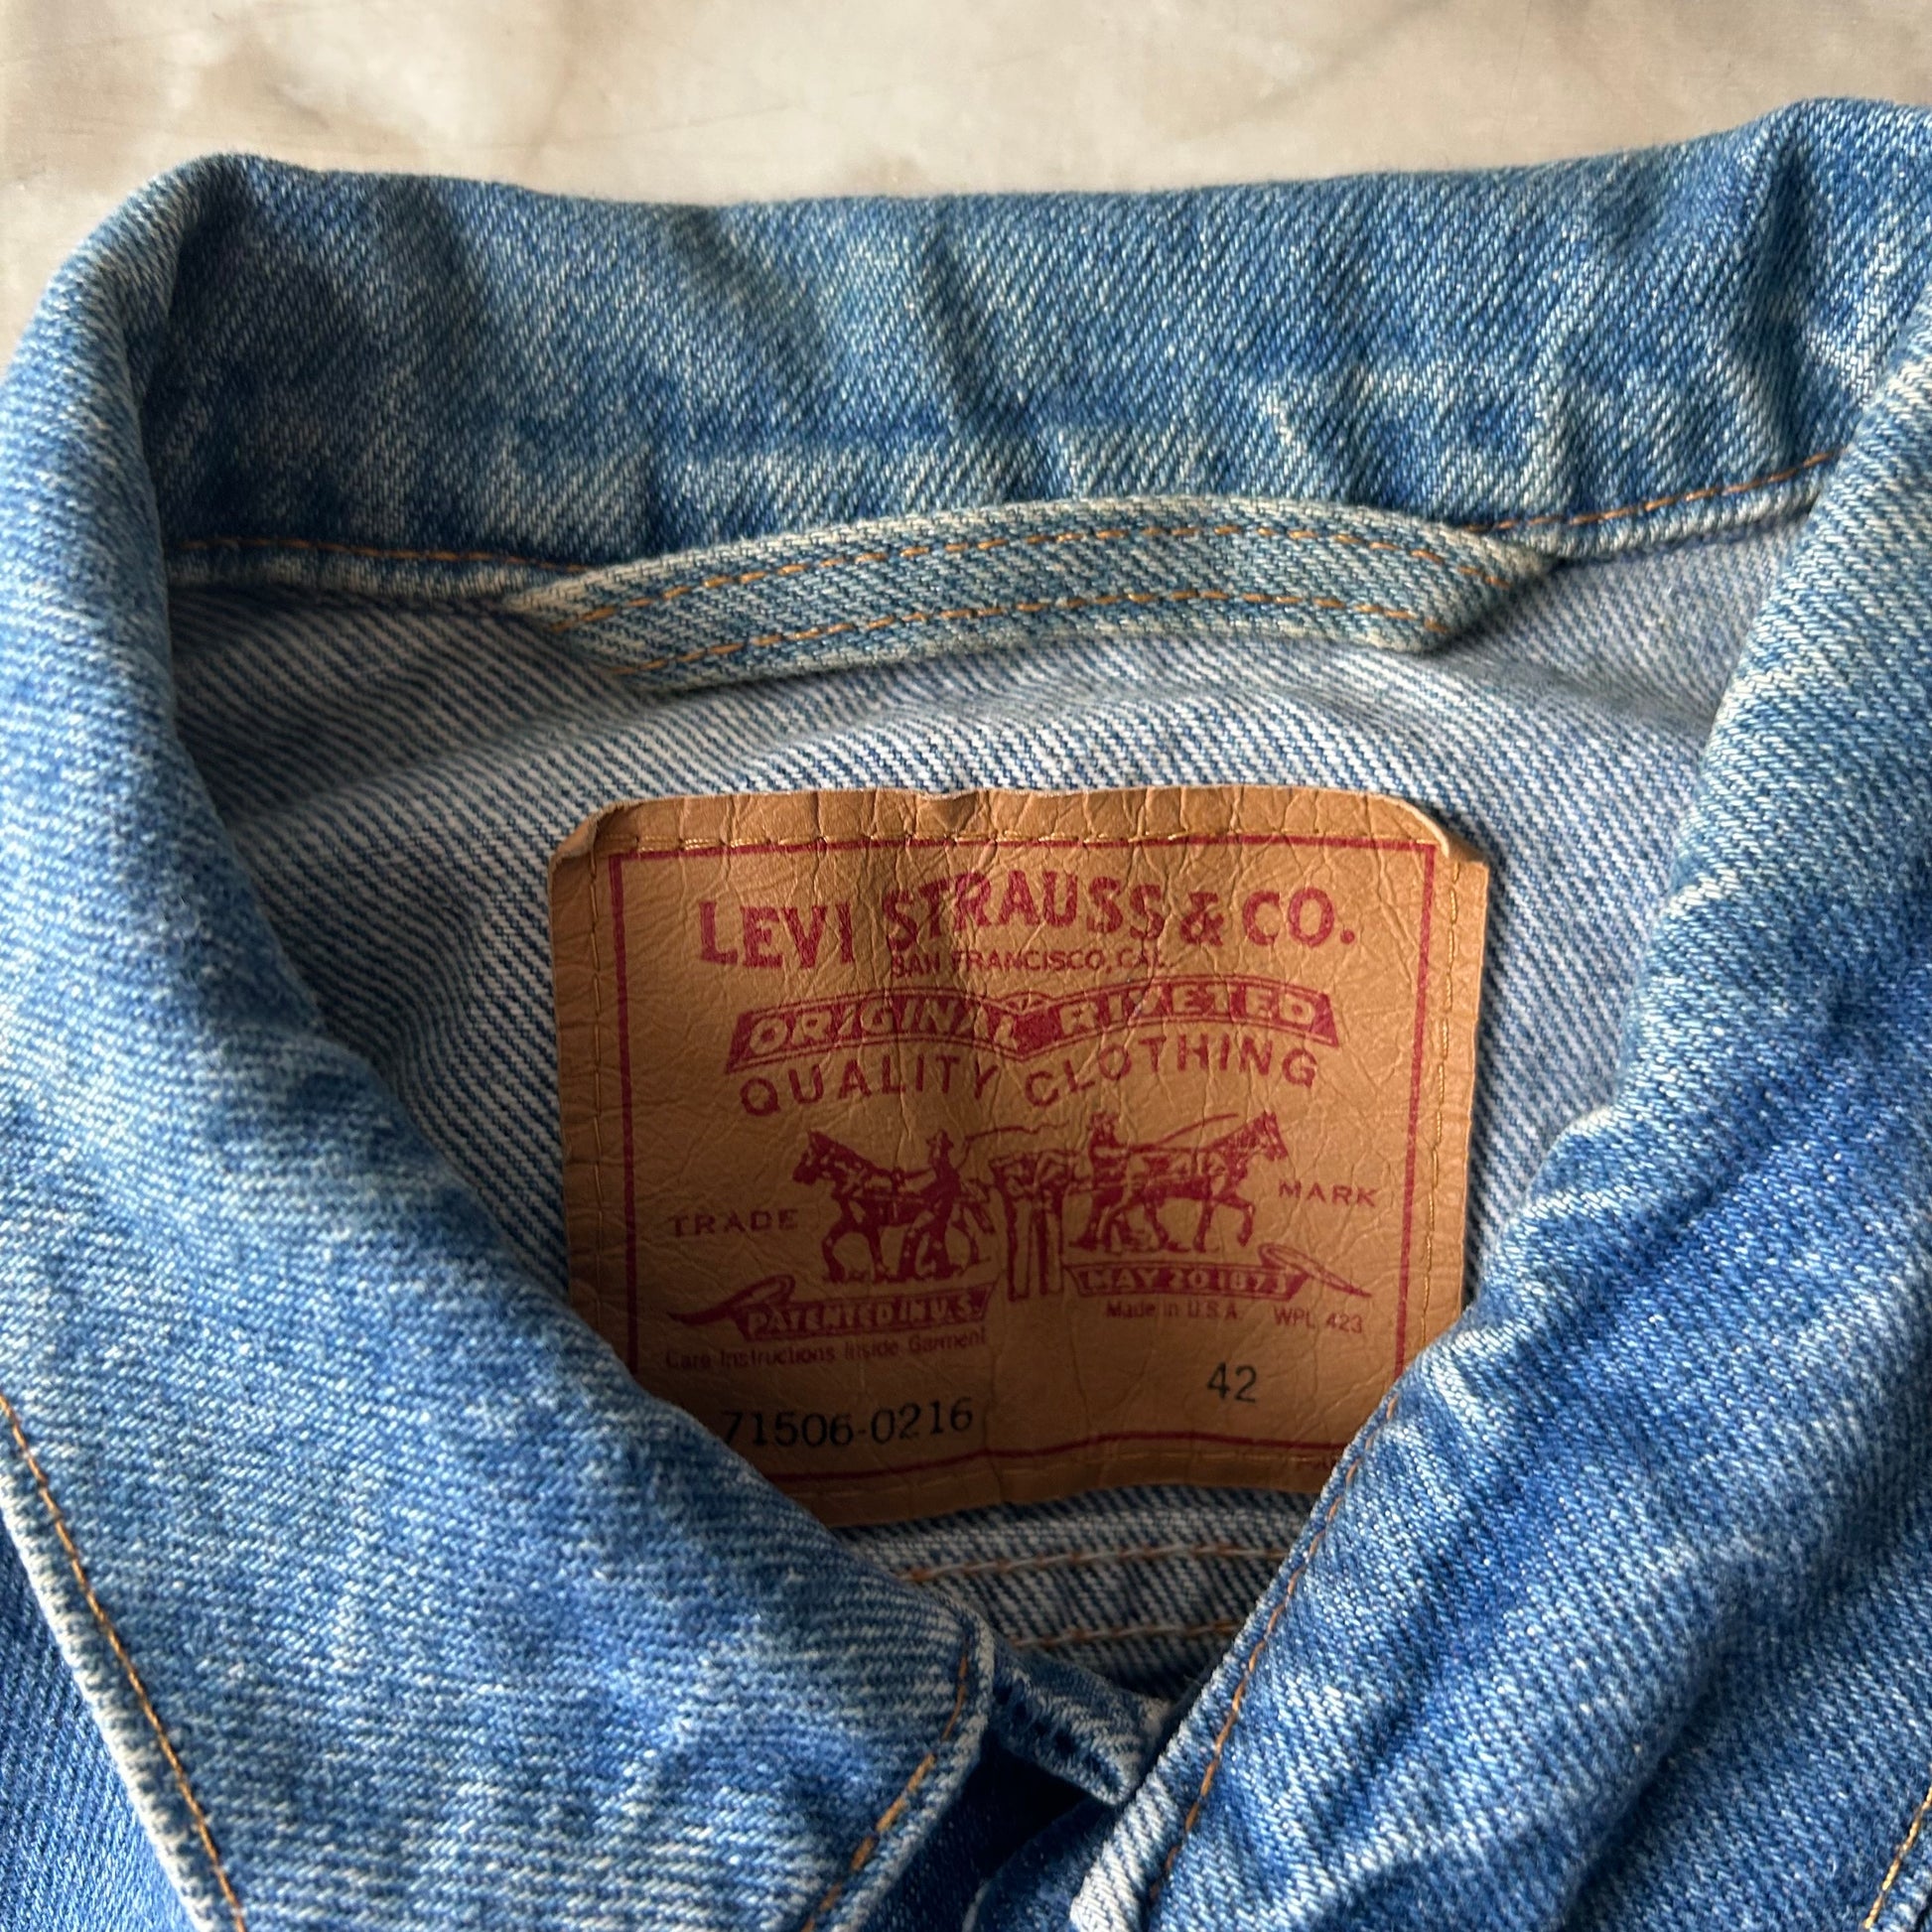 LEVI STRAUSS & CO.
SAN FRANCISCO, CAL.
ORIGINAL RIVETED
QUALITY CLOTHING
TRADE MARK
PATENTED IN U.S. MAY 20 1873
Made in U.S.A. WPL 423
Care Instructions Inside Garment
42
71506-0216